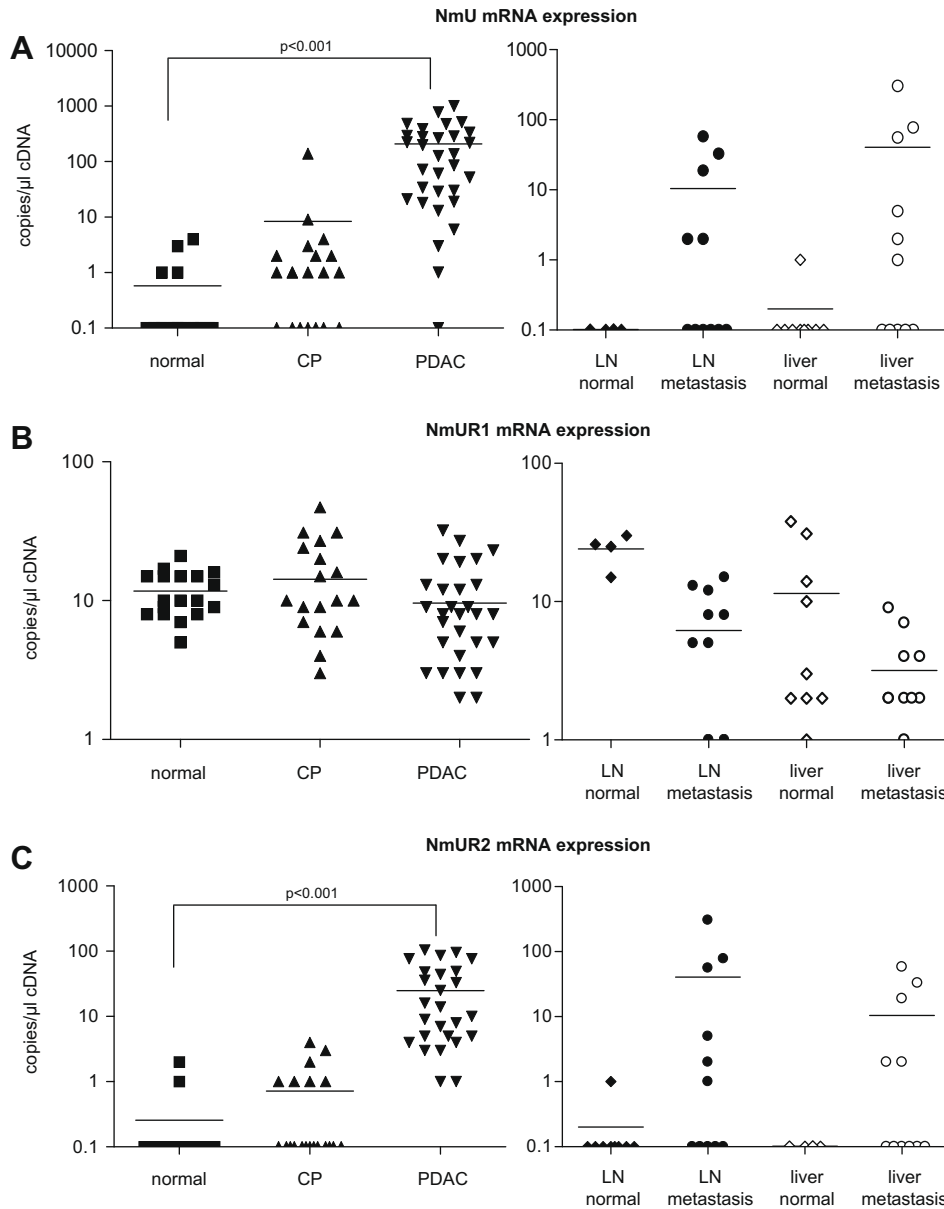 NmU mRNA expression
A
p<0.001
10000
1000
100
10
1
0.1
copies/µl cDNA
normal CP PDAC
1000
100
10
1
0.1
LN normal
LN metastasis
liver normal
liver metastasis
B
NmUR1 mRNA expression
100
10
1
copies/µl cDNA
normal CP PDAC
100
10
1
LN normal
LN metastasis
liver normal
liver metastasis
C
NmUR2 mRNA expression
p<0.001
1000
100
10
1
0.1
copies/µl cDNA
normal CP PDAC
1000
100
10
1
0.1
LN normal
LN metastasis
liver normal
liver metastasis